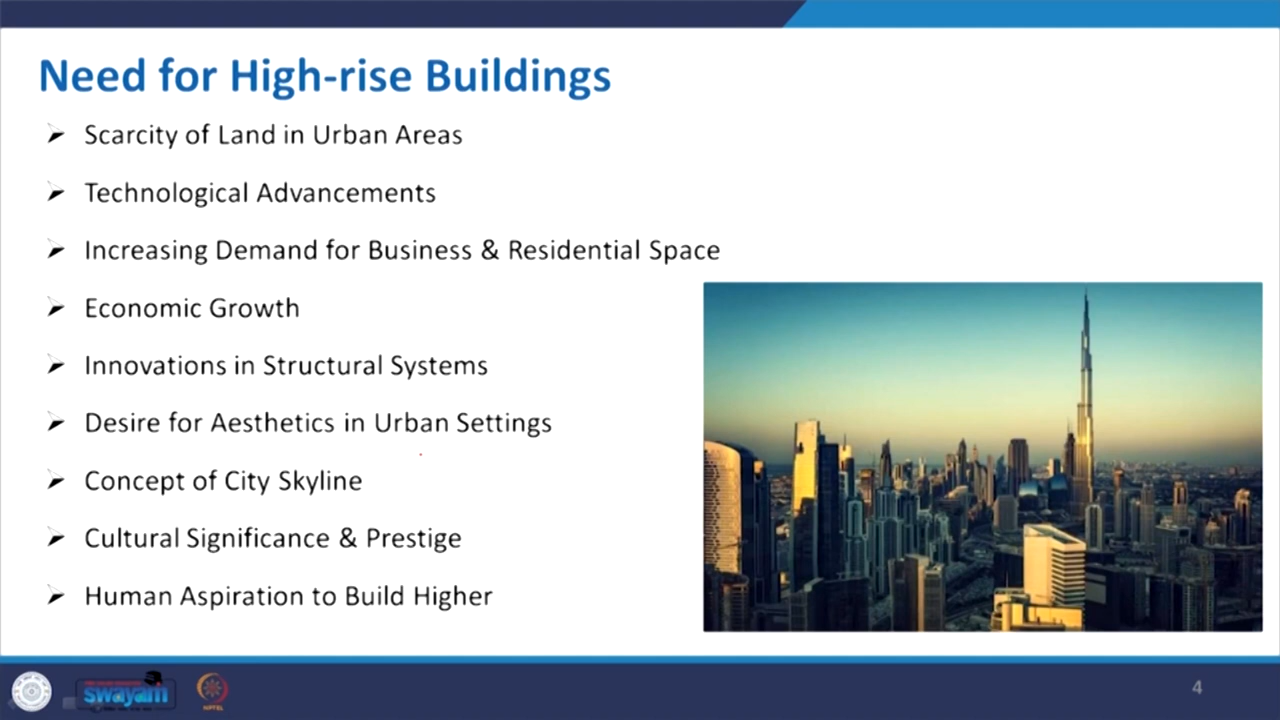 Need for High-rise Buildings
Scarcity of Land in Urban Areas
Technological Advancements
Increasing Demand for Business & Residential Space
Economic Growth
Innovations in Structural Systems
Desire for Aesthetics in Urban Settings
Concept of City Skyline
Cultural Significance & Prestige
Human Aspiration to Build Higher
swayam
NPTEL
4